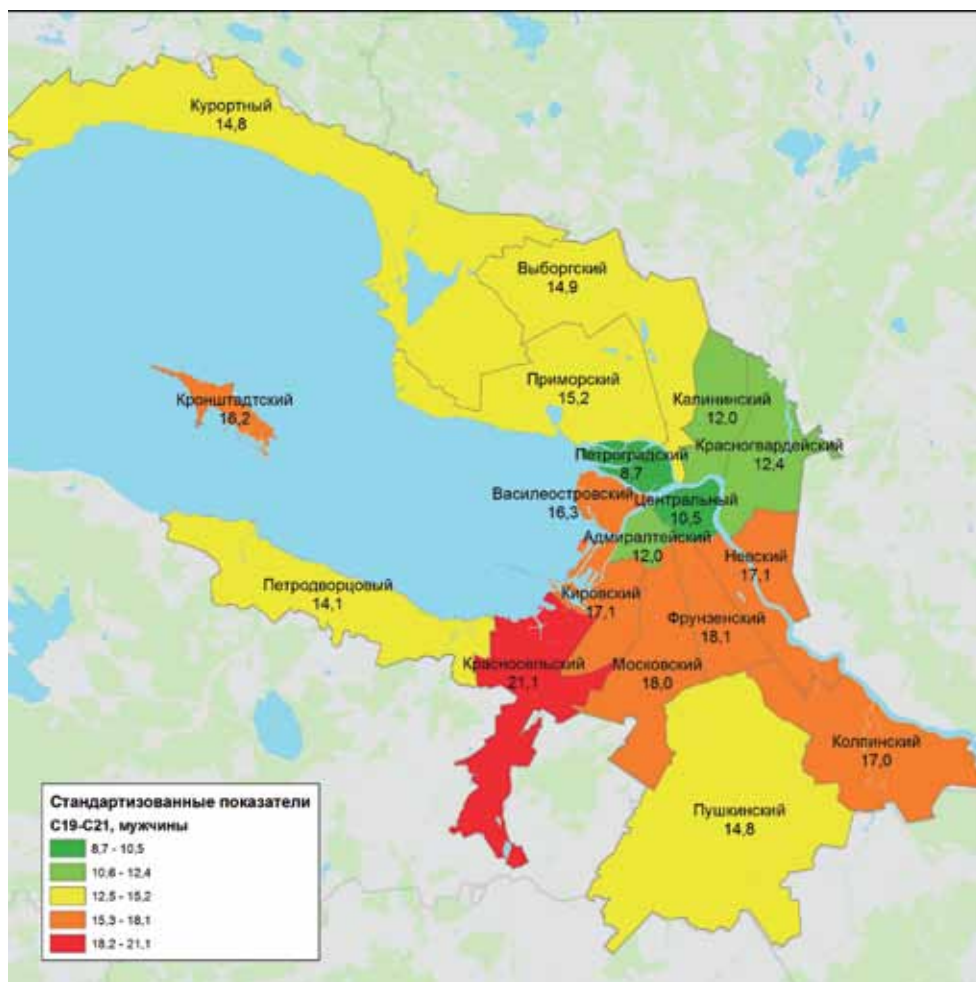 Курортный
14,8
Выборгский
14,9
Приморский
15,2
Кронштадтский
16,2
Калининский
12,0
Красногвардейский
12,4
Петроградский
8,7
Василеостровский
16,3
Центральный
10,5
Адмиралтейский
12,0
Невский
17,1
Петродворцовый
14,1
Кировский
17,1
Фрунзенский
18,1
Красносельский
21,1
Московский
18,0
Колпинский
17,0
Пушкинский
14,8
Стандартизованные показатели
С19-С21, мужчины
8,7 - 10,5
10,6 - 12,4
12,5 - 15,2
15,3 - 18,1
18,2 - 21,1